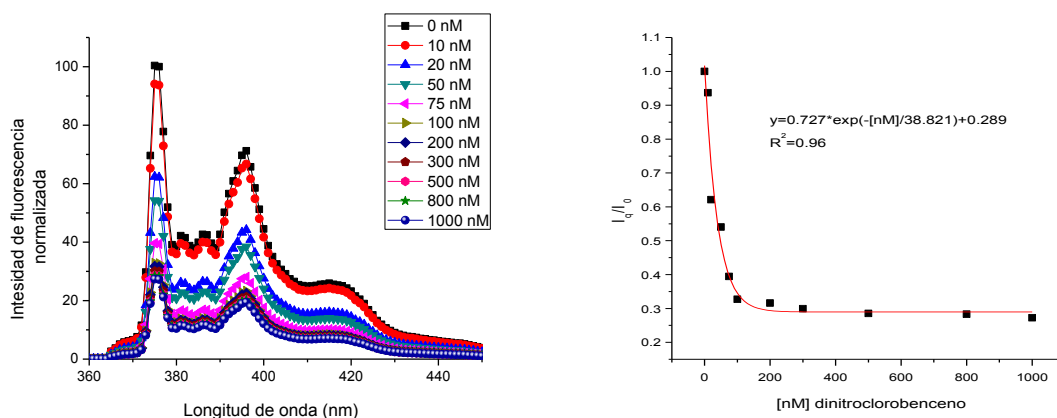 0 nM
10 nM
20 nM
50 nM
75 nM
100 nM
200 nM
300 nM
500 nM
800 nM
1000 nM
100
80
60
40
20
0
360
380
400
420
440
Intesidad de fluorescencia
normalizada
Longitud de onda (nm)
1.1
1.0
0.9
0.8
0.7
0.6
0.5
0.4
0.3
0.2
0
200
400
600
800
1000
Iq/I0
y=0.727*exp(-[nM]/38.821)+0.289
R²=0.96
[nM] dinitroclorobenceno